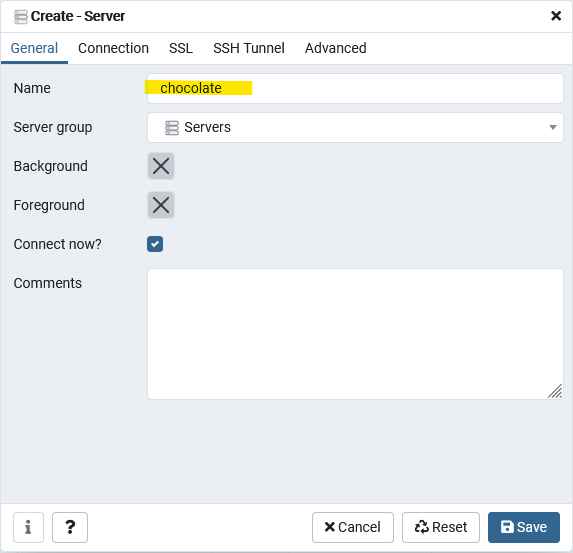 Create - Server
General Connection SSL SSH Tunnel Advanced
Name chocolate
Server group Servers
Background
Foreground
Connect now?
Comments
i ? Cancel Reset Save